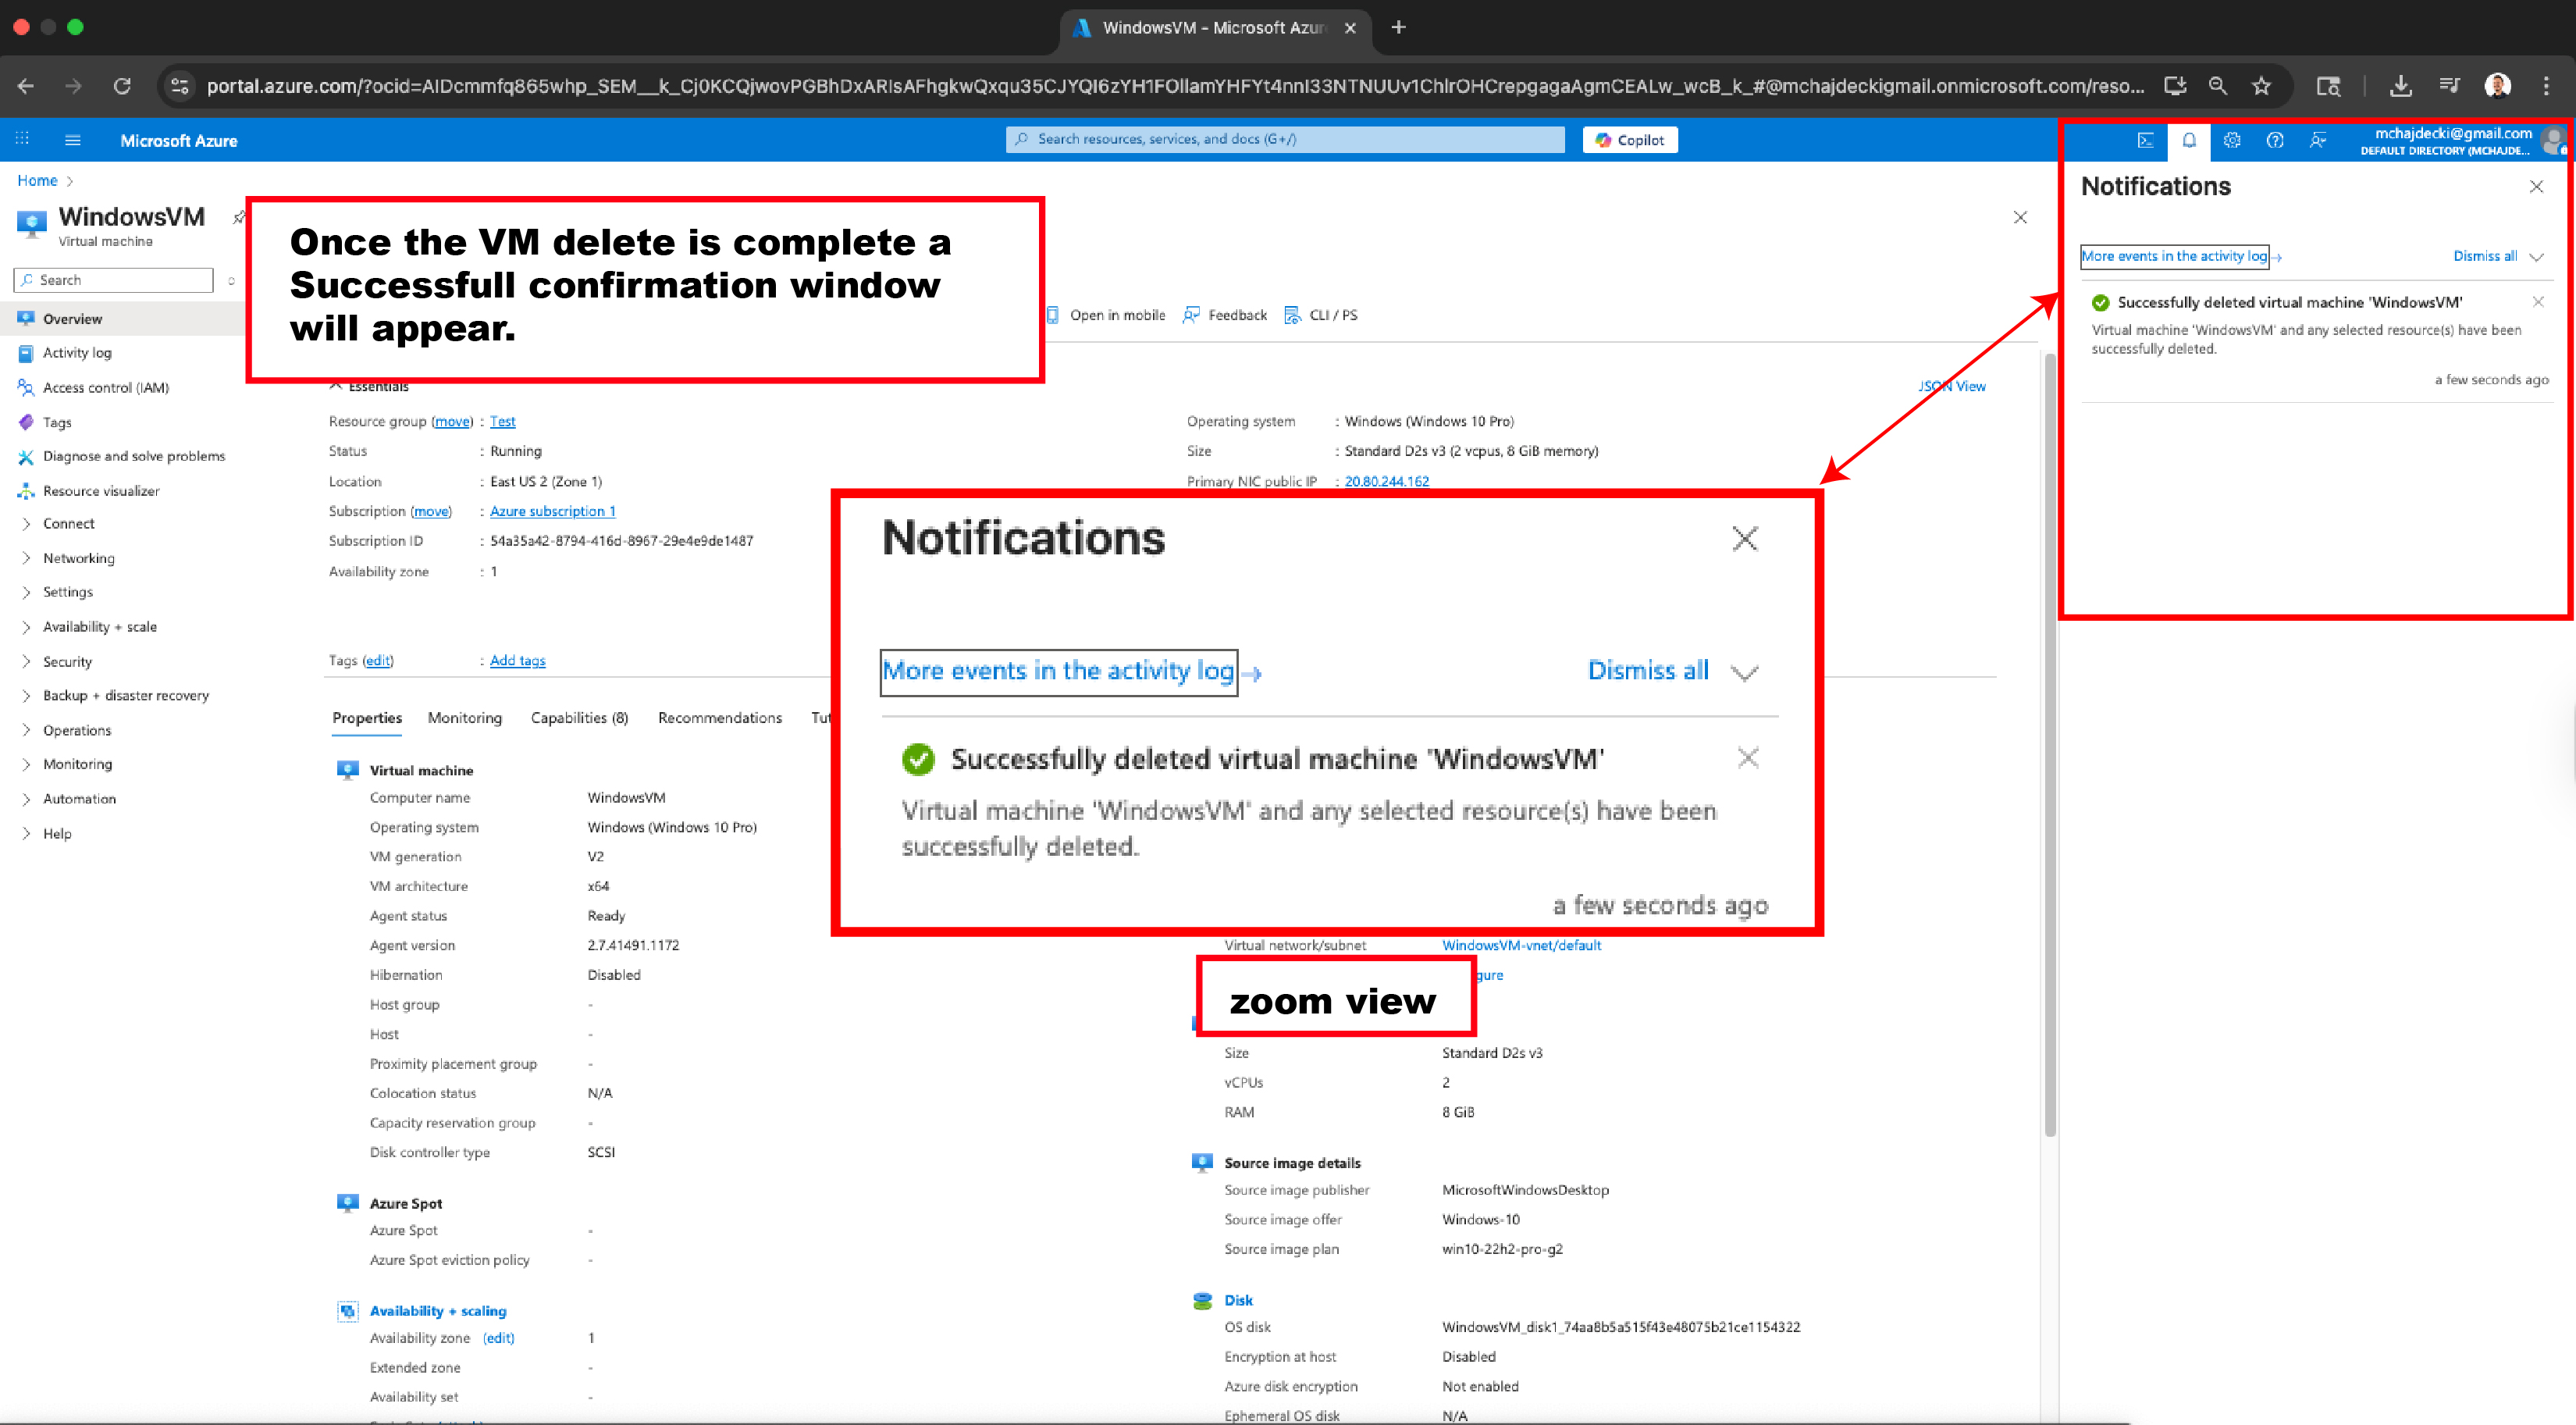 WindowsVM - Microsoft Azur
portal.azure.com/?ocid=AIDcmmfq865whp_SEM__k_Cj0KCQjwovPGBhDxARIsAFhgkwQxqu35CJYQI6zYH1FOllamYHFYt4nnI33NTNUUv1ChlrOHCrepgagaAgmCEALw_wcB_k_#@mchajdeckigmail.onmicrosoft.com/reso...
Microsoft Azure
Search resources, services, and docs (G+/)
Copilot
mchajdecki@gmail.com
DEFAULT DIRECTORY (MCHAJDE...
Home
WindowsVM
Virtual machine
Search
Overview
Activity log
Access control (IAM)
Tags
Diagnose and solve problems
Resource visualizer
Connect
Networking
Settings
Availability + scale
Security
Backup + disaster recovery
Operations
Monitoring
Automation
Help
Once the VM delete is complete a
Successfull confirmation window
will appear.
Open in mobile
Feedback
CLI / PS
Essentials
JSON View
Resource group (move) : Test
Status : Running
Location : East US 2 (Zone 1)
Subscription (move) : Azure subscription 1
Subscription ID : 54a35a42-8794-416d-8967-29e4e9de1487
Availability zone : 1
Operating system : Windows (Windows 10 Pro)
Size : Standard D2s v3 (2 vcpus, 8 GiB memory)
Primary NIC public IP : 20.80.244.162
Tags (edit) : Add tags
Properties Monitoring Capabilities (8) Recommendations Tut
Virtual machine
Computer name WindowsVM
Operating system Windows (Windows 10 Pro)
VM generation V2
VM architecture x64
Agent status Ready
Agent version 2.7.41491.1172
Hibernation Disabled
Host group -
Host -
Proximity placement group -
Colocation status N/A
Capacity reservation group -
Disk controller type SCSI
Azure Spot
Azure Spot -
Azure Spot eviction policy -
Availability + scaling
Availability zone (edit) 1
Extended zone -
Availability set -
Notifications
More events in the activity log
Dismiss all
Successfully deleted virtual machine 'WindowsVM'
Virtual machine 'WindowsVM' and any selected resource(s) have been
successfully deleted.
a few seconds ago
Virtual network/subnet WindowsVM-vnet/default
gure
zoom view
Size Standard D2s v3
vCPUs 2
RAM 8 GiB
Source image details
Source image publisher MicrosoftWindowsDesktop
Source image offer Windows-10
Source image plan win10-22h2-pro-g2
Disk
OS disk WindowsVM_disk1_74aa8b5a515f43e48075b21ce1154322
Encryption at host Disabled
Azure disk encryption Not enabled
Ephemeral OS disk N/A
Notifications
More events in the activity log
Dismiss all
Successfully deleted virtual machine 'WindowsVM'
Virtual machine 'WindowsVM' and any selected resource(s) have been
successfully deleted.
a few seconds ago